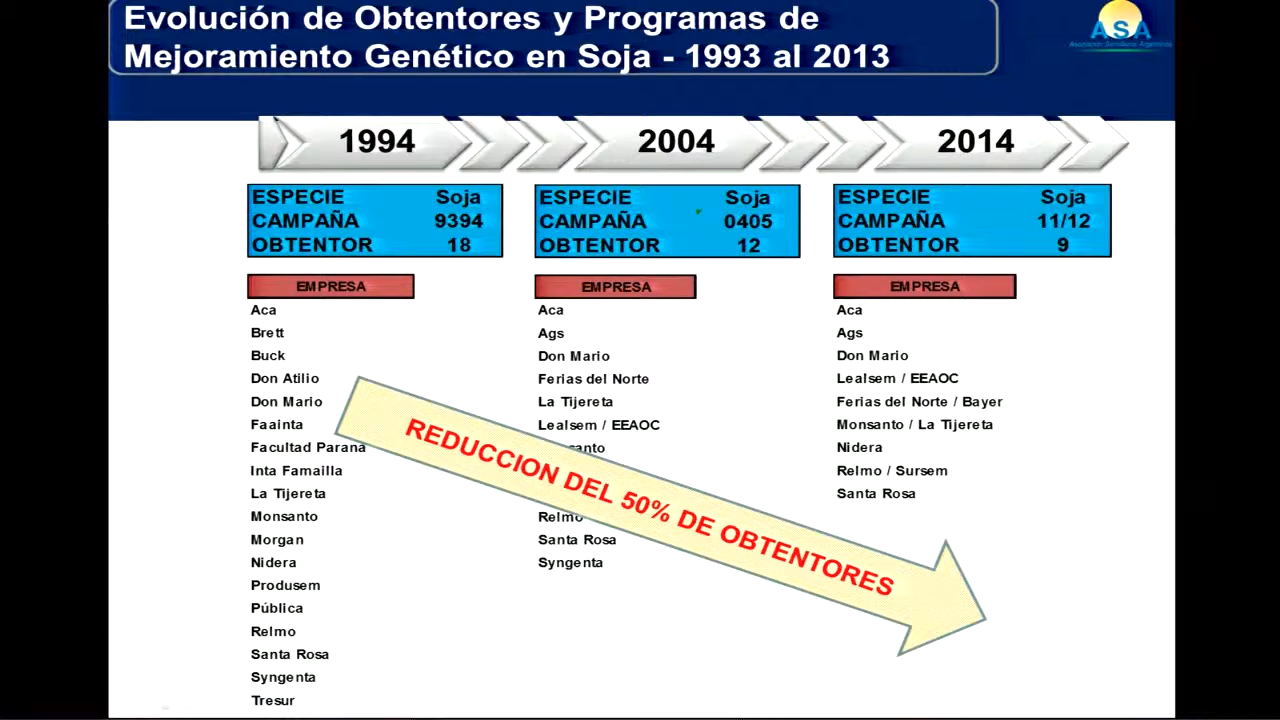 Evolución de Obtentores y Programas de
Mejoramiento Genético en Soja - 1993 al 2013
ASA
Asociación Semilleros Argentinos
1994
2004
2014
ESPECIE Soja
CAMPAÑA 9394
OBTENTOR 18
EMPRESA
Aca
Brett
Buck
Don Atilio
Don Mario
Faainta
Facultad Parana
Inta Famailla
La Tijereta
Monsanto
Morgan
Nidera
Produsem
Pública
Relmo
Santa Rosa
Syngenta
Tresur
ESPECIE Soja
CAMPAÑA 0405
OBTENTOR 12
EMPRESA
Aca
Ags
Don Mario
Ferias del Norte
La Tijereta
Lealsem / EEAOC
Relmo
Santa Rosa
Syngenta
ESPECIE Soja
CAMPAÑA 11/12
OBTENTOR 9
EMPRESA
Aca
Ags
Don Mario
Lealsem / EEAOC
Ferias del Norte / Bayer
Monsanto / La Tijereta
Nidera
Relmo / Sursem
Santa Rosa
REDUCCION DEL 50% DE OBTENTORES